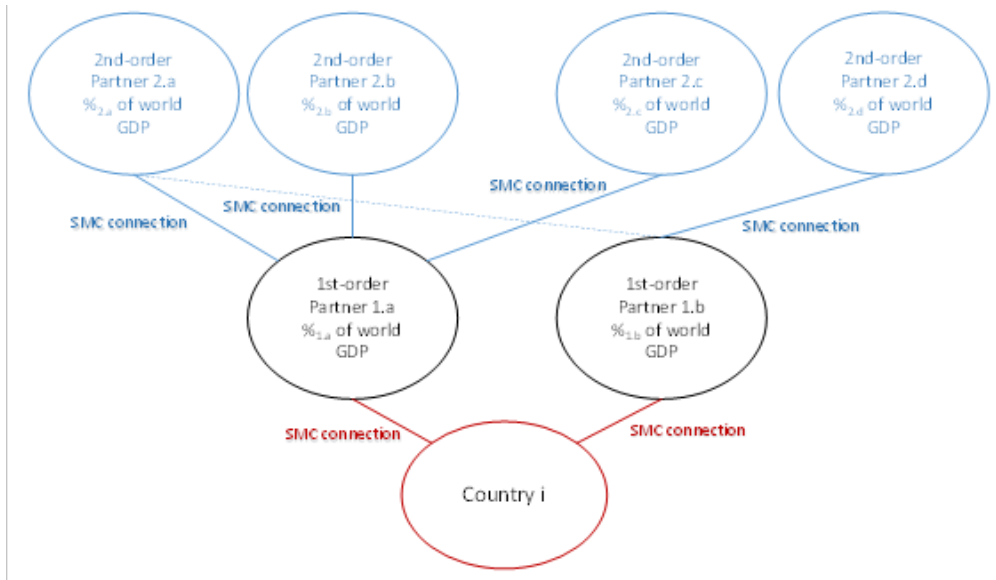 2nd-order
Partner 2.a
%2.a of world
GDP
2nd-order
Partner 2.b
%2.b of world
GDP
2nd-order
Partner 2.c
%2.c of world
GDP
2nd-order
Partner 2.d
%2.d of world
GDP
SMC connection
SMC connection
SMC connection
SMC connection
1st-order
Partner 1.a
%1.a of world
GDP
1st-order
Partner 1.b
%1.b of world
GDP
SMC connection
SMC connection
Country i